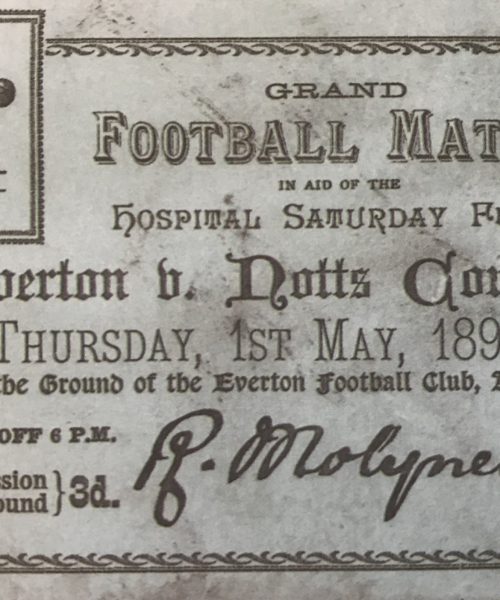 GRAND
FOOTBALL MAT
IN AID OF THE
HOSPITAL SATURDAY F
verton v. Notts Co
THURSDAY, 1ST MAY, 189
the Ground of the Everton Football Club,
OFF 6 P.M.
ssion
ound } 3d.
R. Molyne